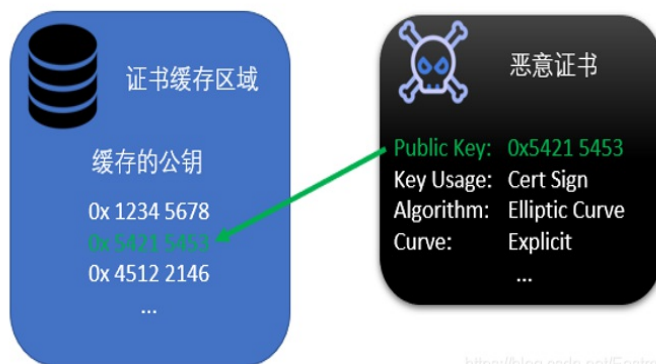 证书缓存区域
缓存的公钥
0x 1234 5678
0x 5421 5453
0x 4512 2146
...
恶意证书
Public Key: 0x5421 5453
Key Usage: Cert Sign
Algorithm: Elliptic Curve
Curve: Explicit
...